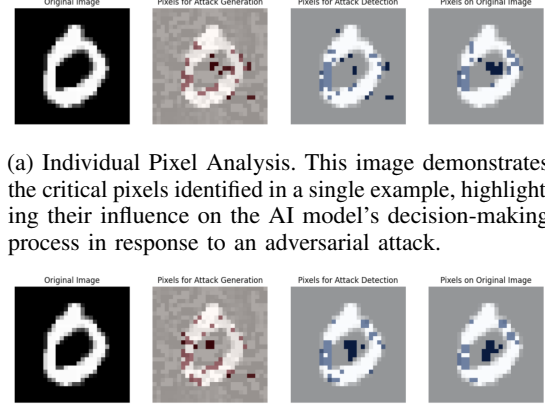 Original Image Pixels for Attack Generation Pixels for Attack Detection Pixels on Original Image
(a) Individual Pixel Analysis. This image demonstrates
the critical pixels identified in a single example, highlight
ing their influence on the AI model's decision-making
process in response to an adversarial attack.
Original Image Pixels for Attack Generation Pixels for Attack Detection Pixels on Original Image